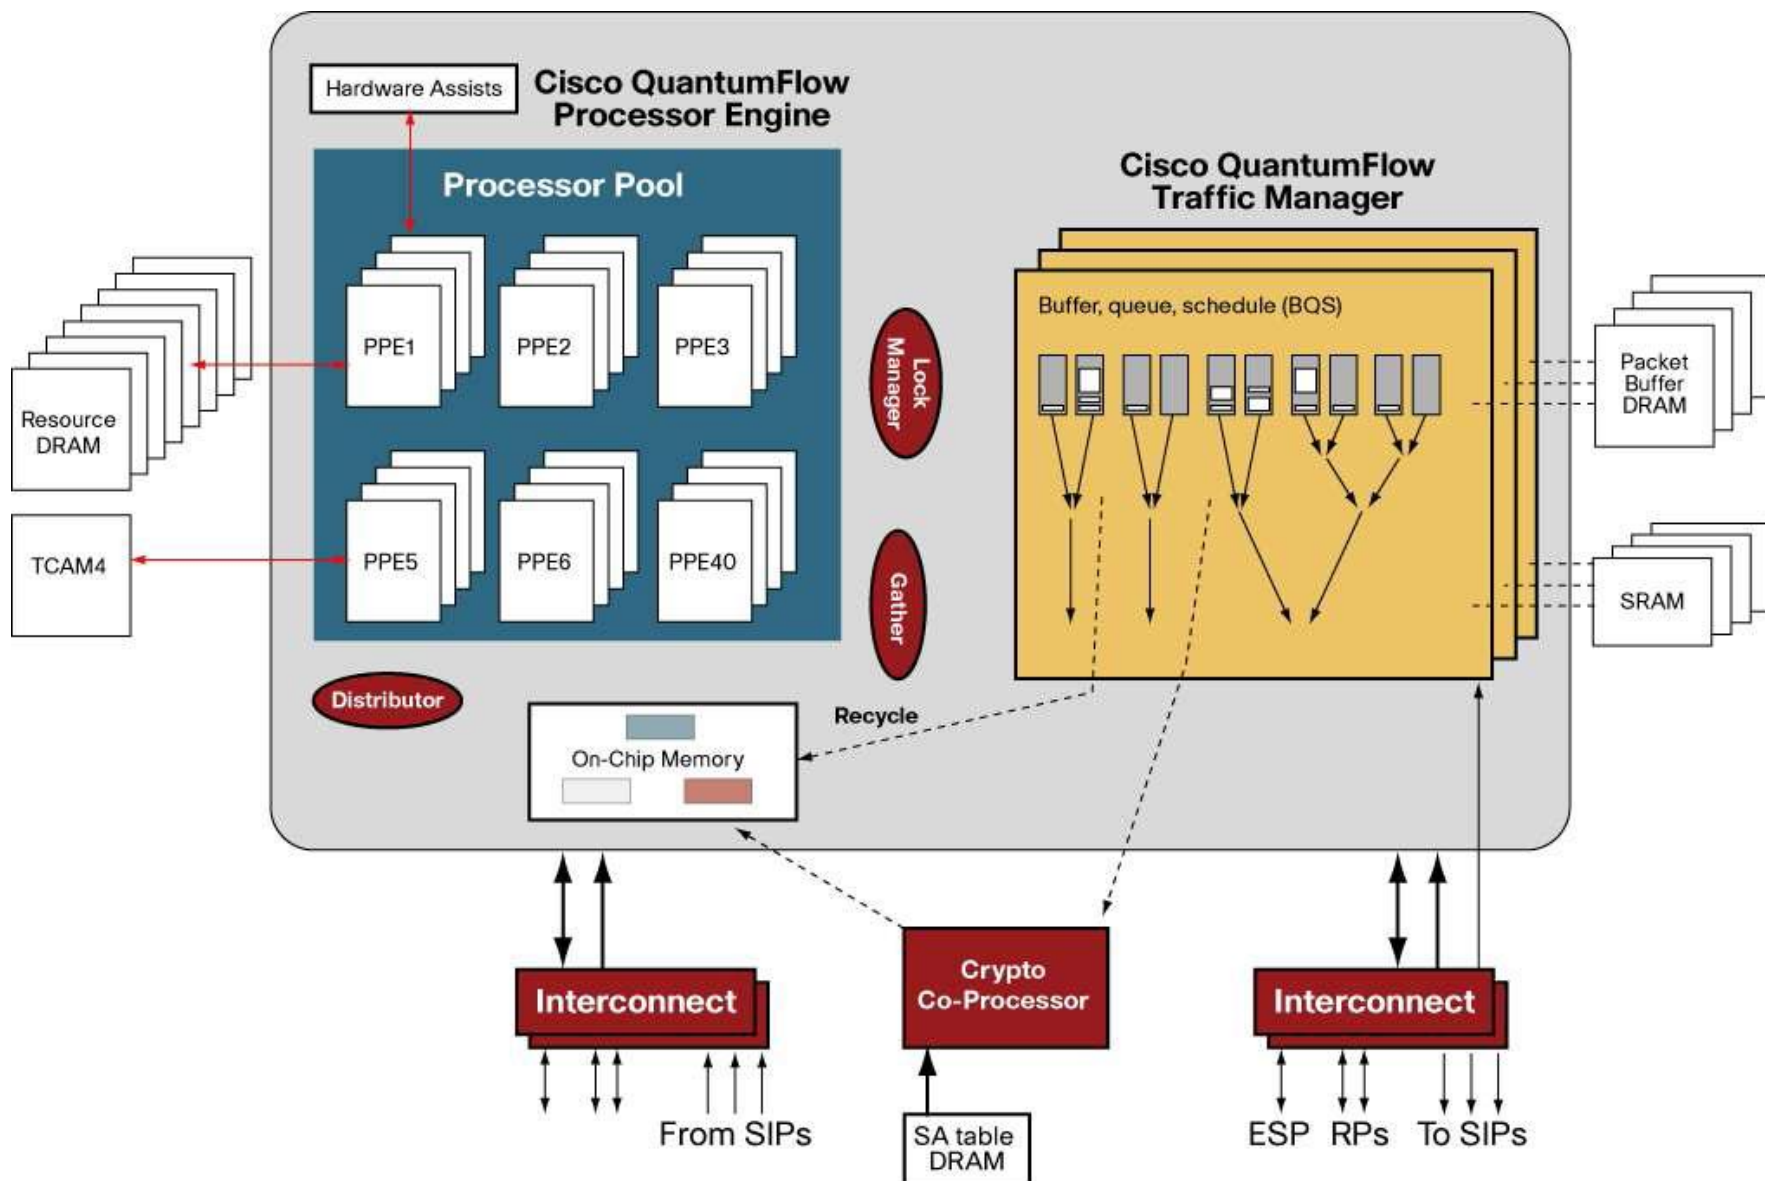 Hardware Assists
Cisco QuantumFlow
Processor Engine
Processor Pool
Cisco QuantumFlow
Traffic Manager
PPE1
PPE2
PPE3
Resource
DRAM
Lock
Manager
Buffer, queue, schedule (BQS)
Packet
Buffer
DRAM
TCAM4
PPE5
PPE6
PPE40
Gather
SRAM
Distributor
Recycle
On-Chip Memory
Interconnect
Crypto
Co-Processor
Interconnect
From SIPs
SA table
DRAM
ESP
RPs
To SIPs